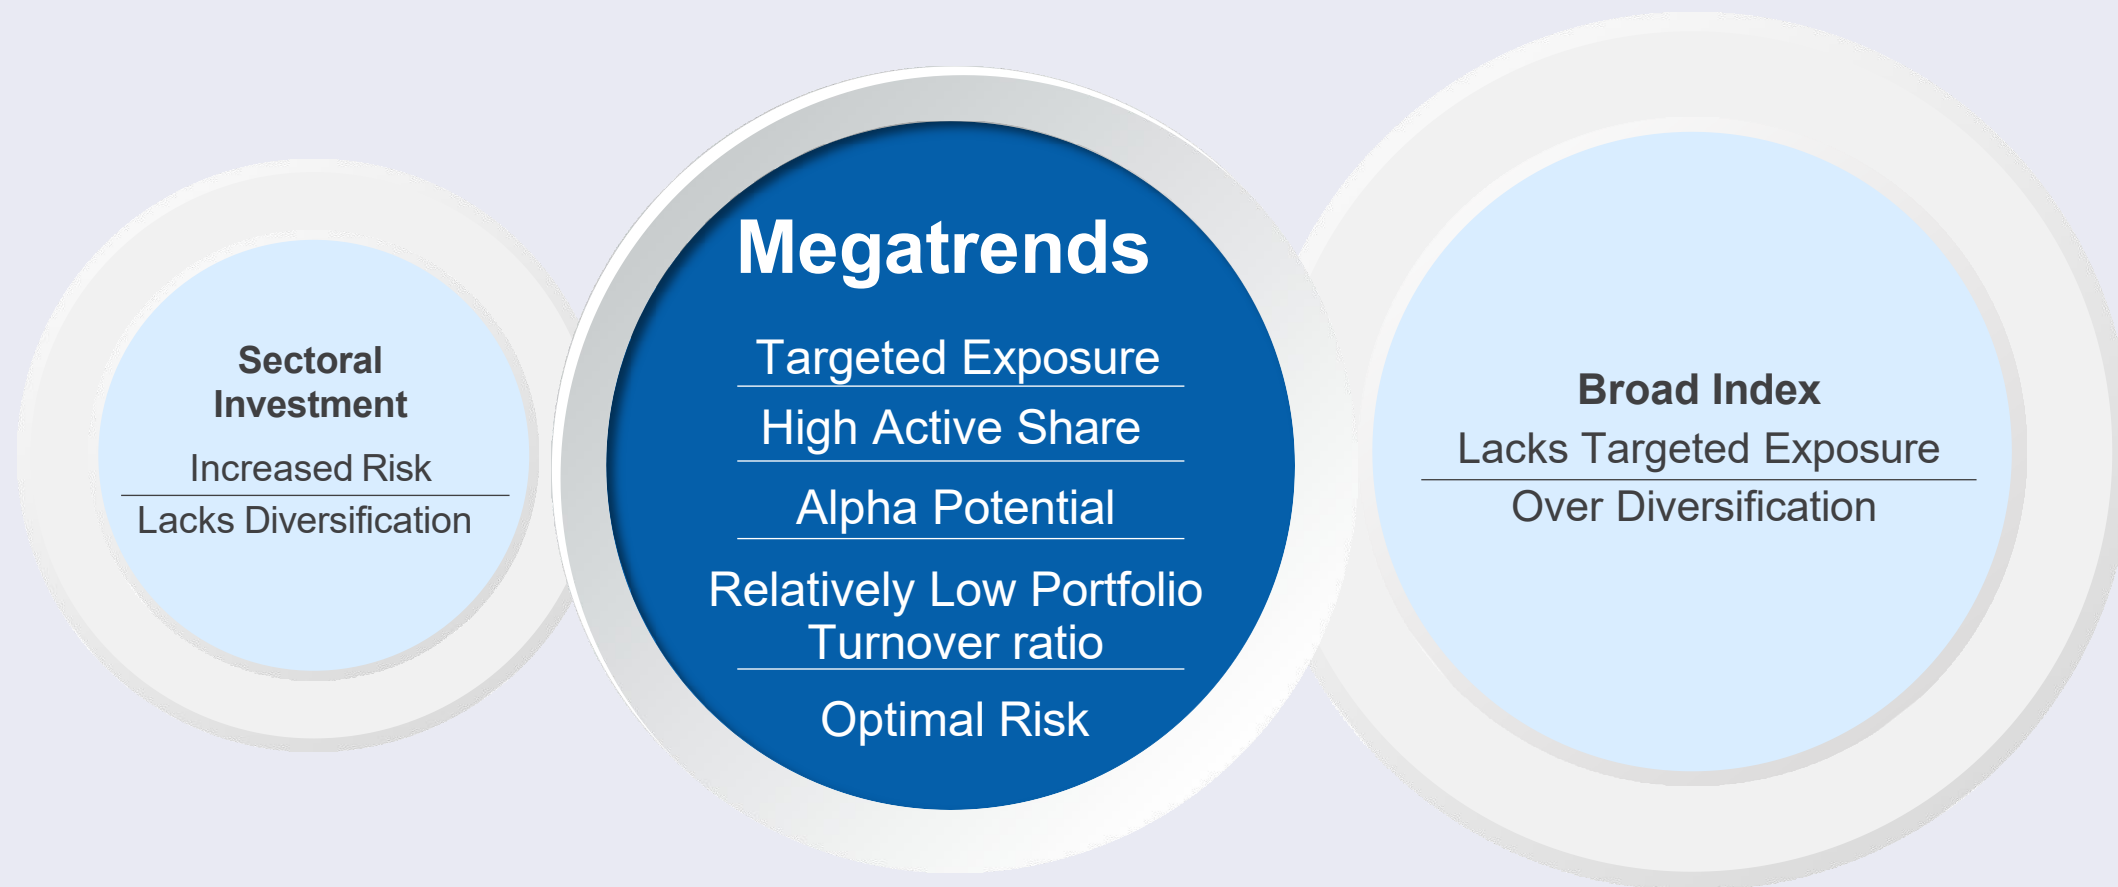 Sectoral
Investment
Increased Risk
Lacks Diversification
Megatrends
Targeted Exposure
High Active Share
Alpha Potential
Relatively Low Portfolio
Turnover ratio
Optimal Risk
Broad Index
Lacks Targeted Exposure
Over Diversification